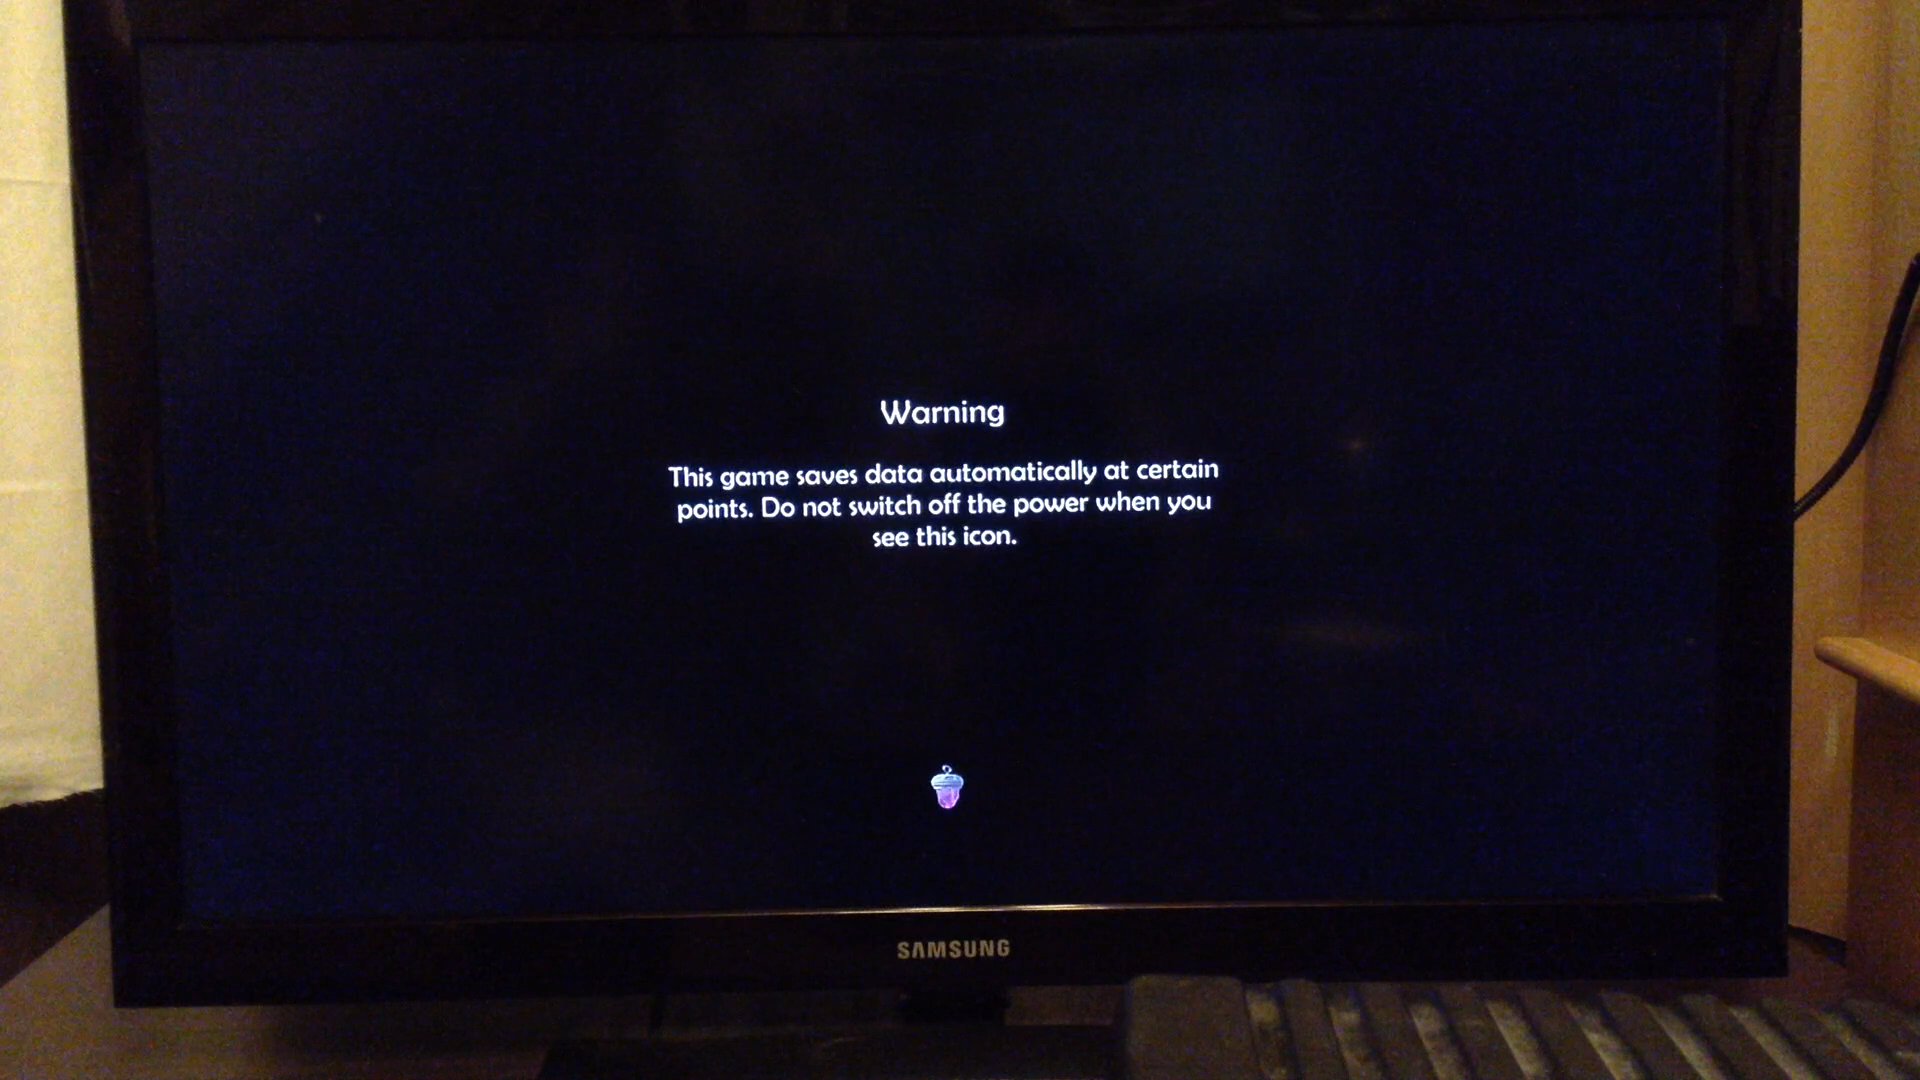 Warning
This game saves data automatically at certain
points. Do not switch off the power when you
see this icon.
SAMSUNG